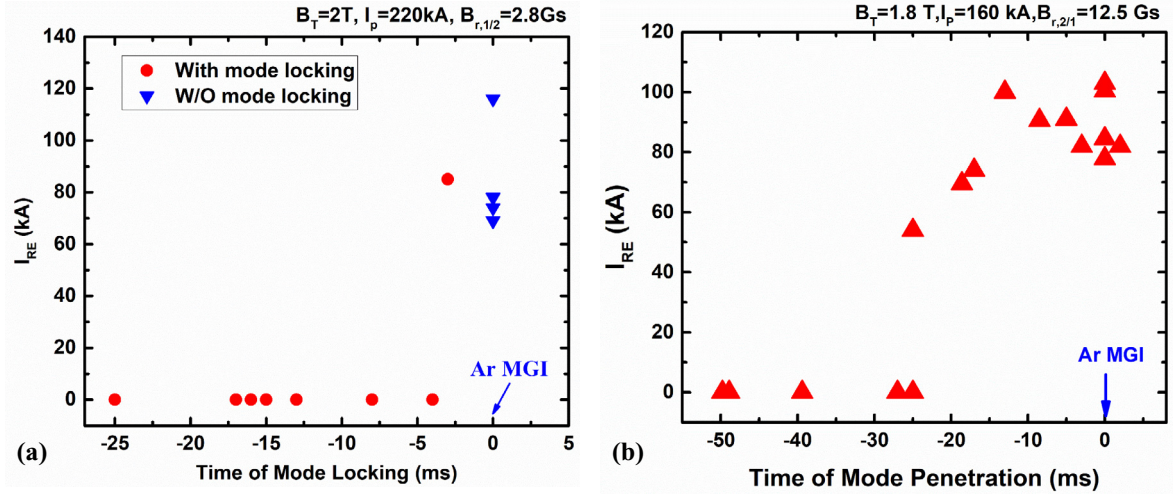 B_T=2T, I_p=220kA, B_r,1/2=2.8Gs
140
120
100
80
60
40
20
0
I_RE (kA)
With mode locking
W/O mode locking
Ar MGI
-25 -20 -15 -10 -5 0 5
Time of Mode Locking (ms)
(a)
B_T=1.8 T,I_P=160 kA,B_r,2/1=12.5 Gs
120
100
80
60
40
20
0
I_RE (kA)
Ar MGI
-50 -40 -30 -20 -10 0
Time of Mode Penetration (ms)
(b)